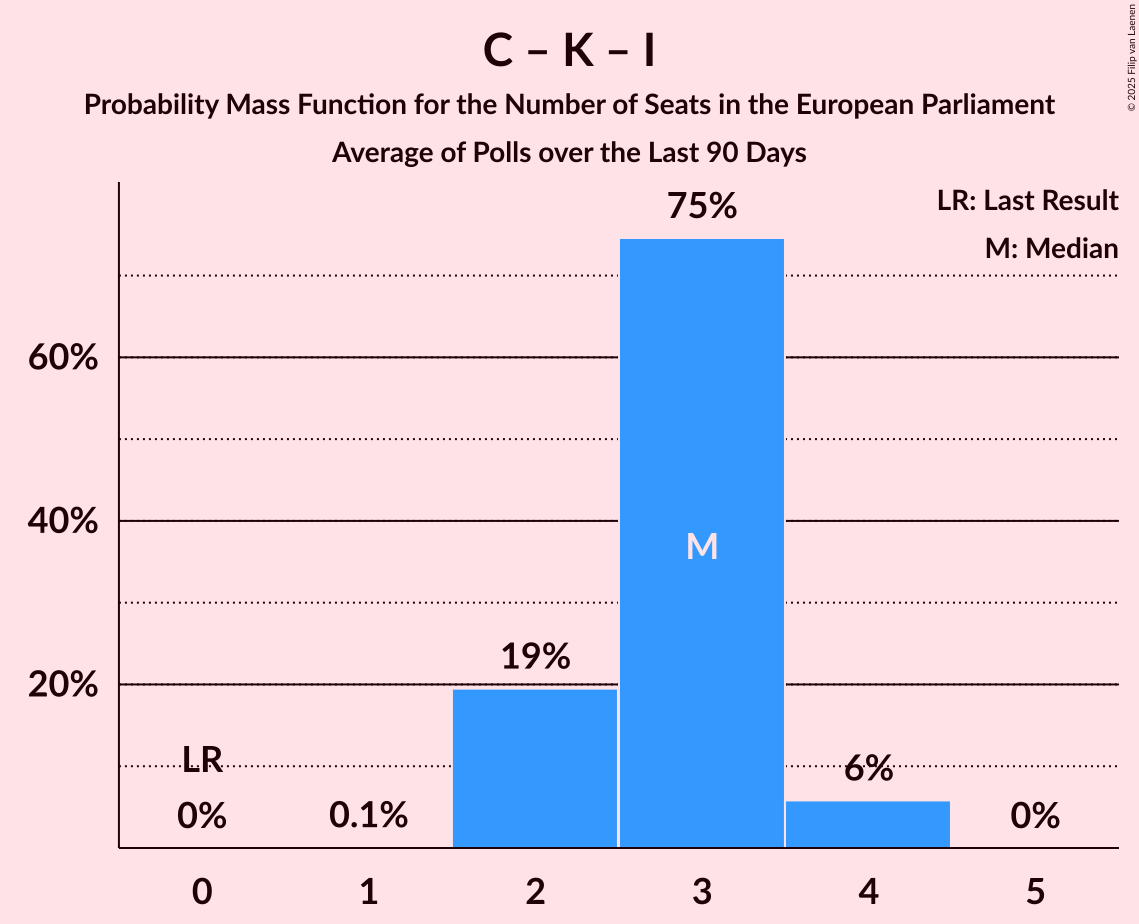 C – K – I
Probability Mass Function for the Number of Seats in the European Parliament
Average of Polls over the Last 90 Days
© 2025 Filip van Laenen
LR: Last Result
M: Median
75%
60%
40%
M
19%
20%
LR
6%
0%
0.1%
0%
0 1 2 3 4 5